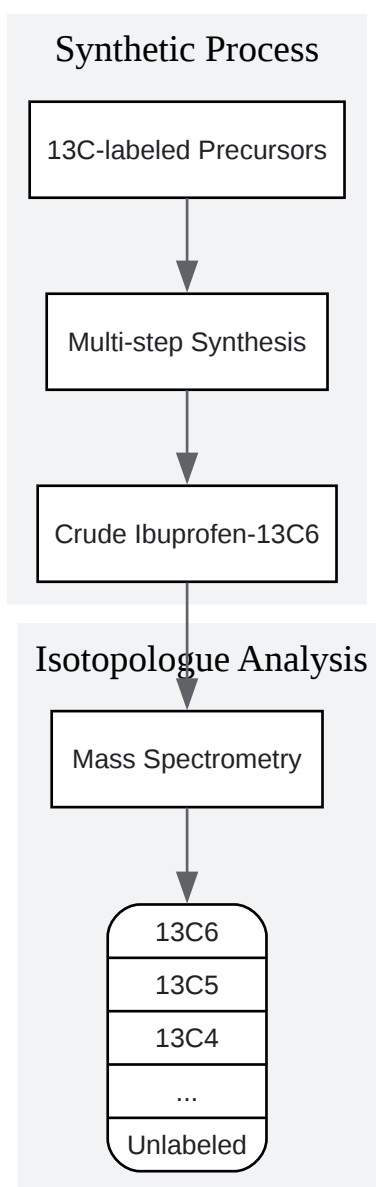 Synthetic Process
13C-labeled Precursors
Multi-step Synthesis
Crude Ibuprofen-13C6
Isotopologue Analysis
Mass Spectrometry
13C6
13C5
13C4
...
Unlabeled